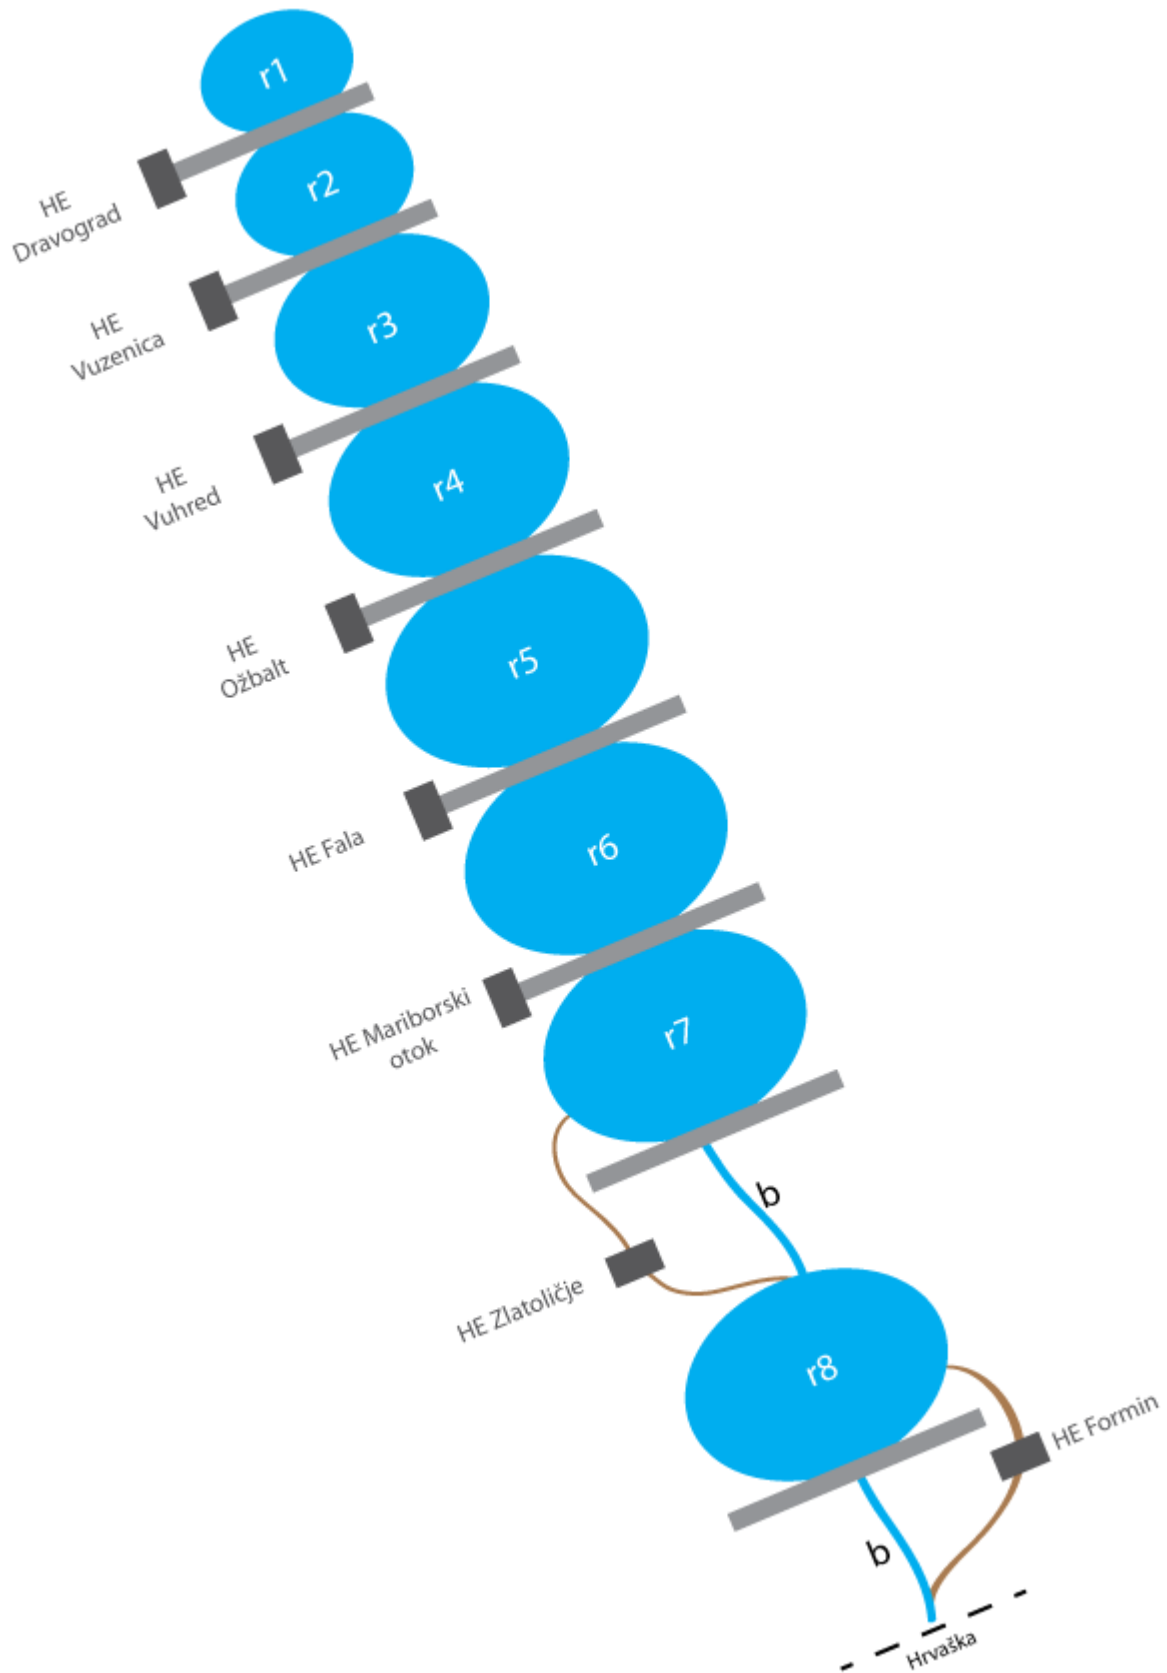 r1
HE
Dravograd
r2
HE
Vuzenica
r3
HE
Vuhred
r4
HE
Ožbalt
r5
HE Fala
r6
HE Mariborski
otok
r7
b
HE Zlatoličje
r8
HE Formin
b
Hrvaška